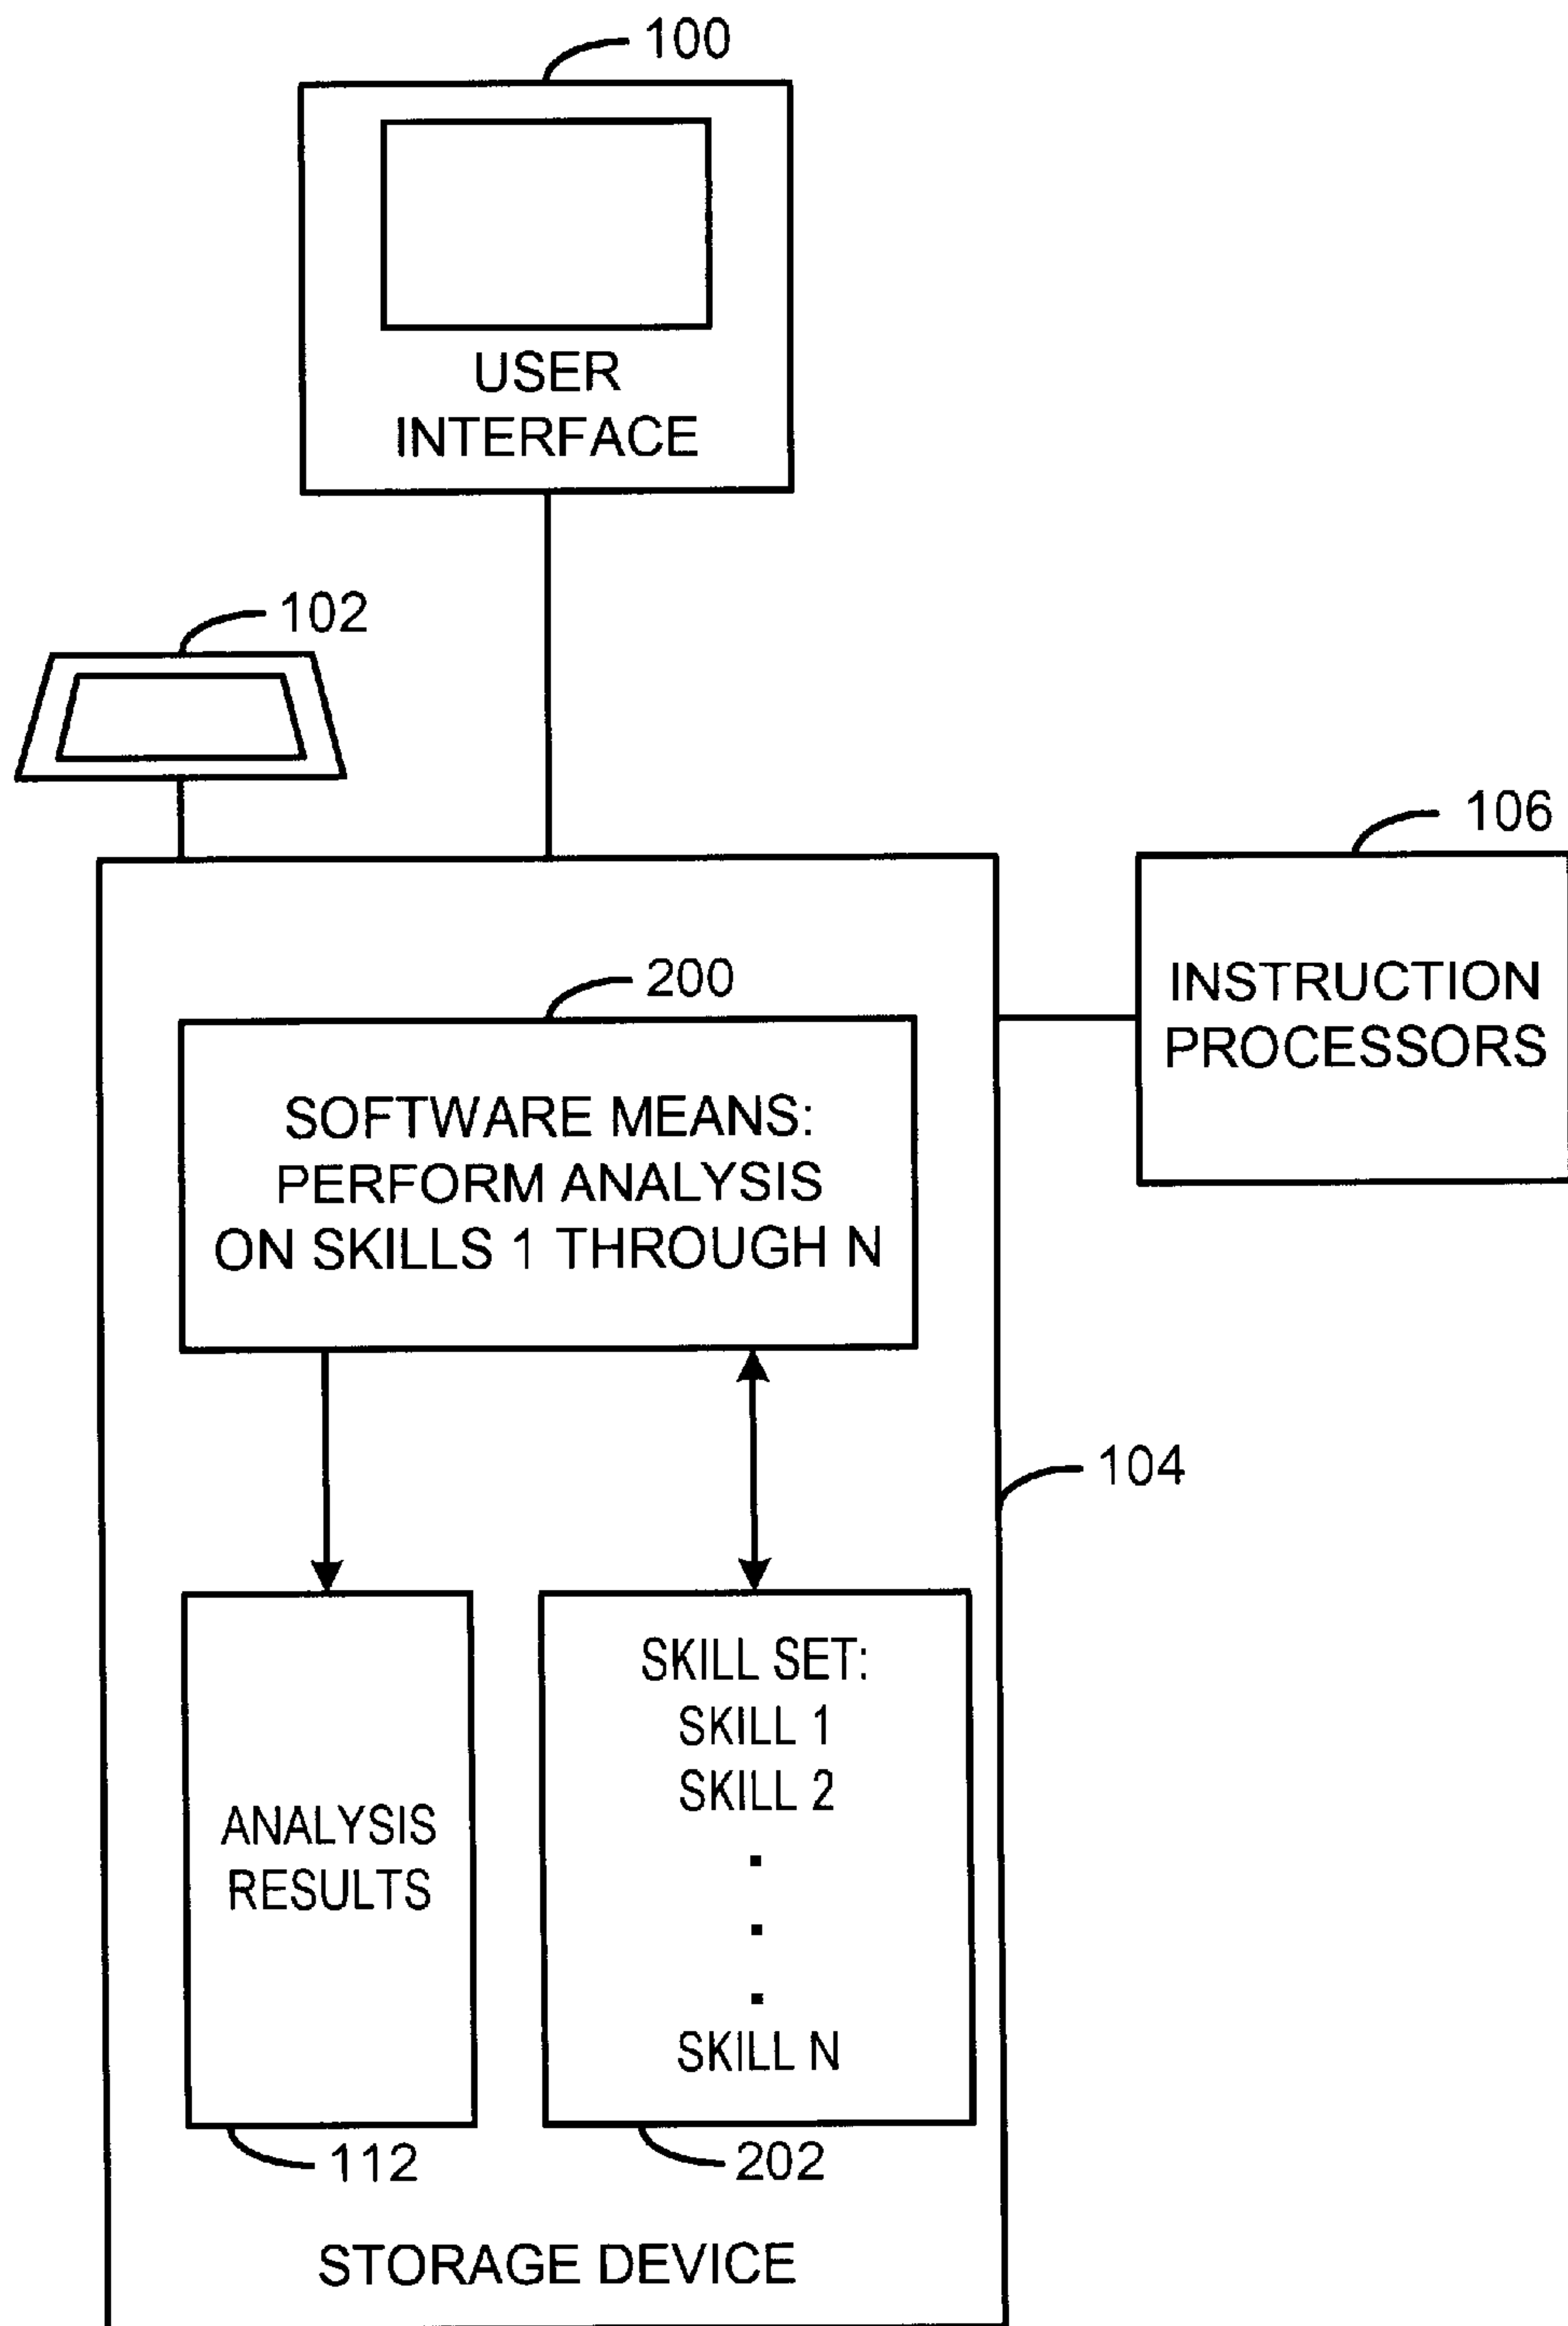 100
USER
INTERFACE
102
106
INSTRUCTION
PROCESSORS
200
SOFTWARE MEANS:
PERFORM ANALYSIS
ON SKILLS 1 THROUGH N
104
ANALYSIS
RESULTS
SKILL SET:
SKILL 1
SKILL 2
.
.
.
SKILL N
112
202
STORAGE DEVICE